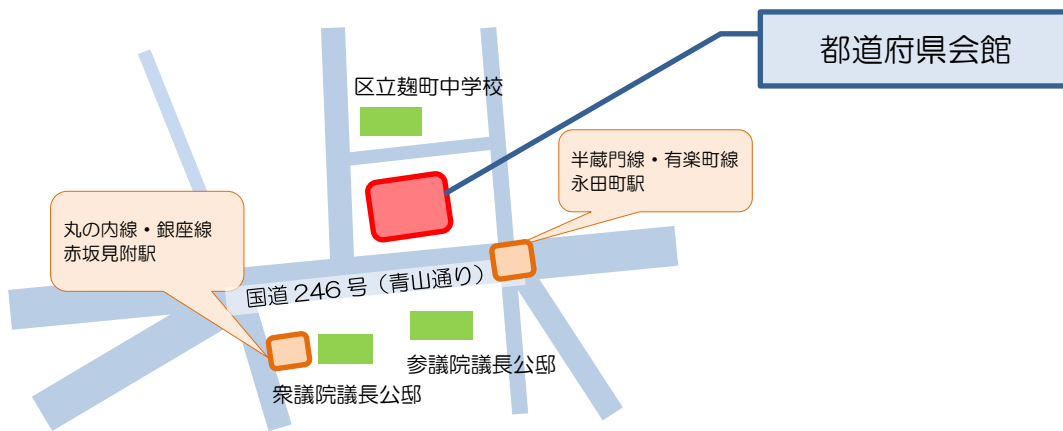 都道府県会館
区立麹町中学校
半蔵門線・有楽町線
永田町駅
丸の内線・銀座線
赤坂見附駅
国道 246 号（青山通り）
参議院議長公邸
衆議院議長公邸